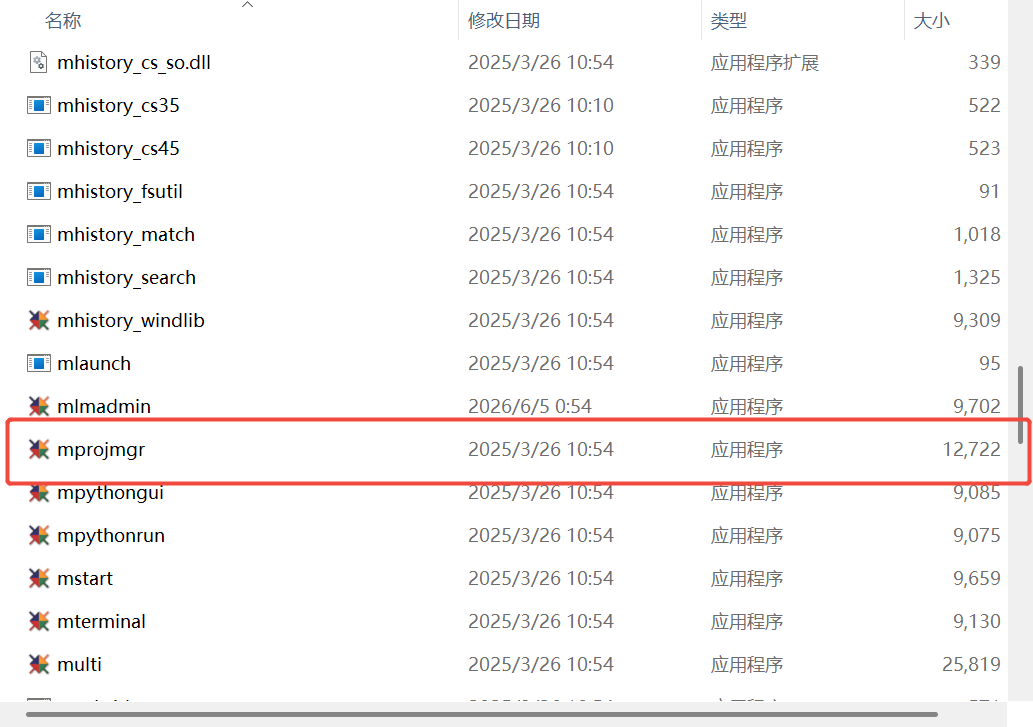 名称 修改日期 类型 大小
mhistory_cs_so.dll 2025/3/26 10:54 应用程序扩展 339
mhistory_cs35 2025/3/26 10:10 应用程序 522
mhistory_cs45 2025/3/26 10:10 应用程序 523
mhistory_fsutil 2025/3/26 10:54 应用程序 91
mhistory_match 2025/3/26 10:54 应用程序 1,018
mhistory_search 2025/3/26 10:54 应用程序 1,325
mhistory_windlib 2025/3/26 10:54 应用程序 9,309
mlaunch 2025/3/26 10:54 应用程序 95
mlmadmin 2026/6/5 0:54 应用程序 9,702
mprojmgr 2025/3/26 10:54 应用程序 12,722
mpythongui 2025/3/26 10:54 应用程序 9,085
mpythonrun 2025/3/26 10:54 应用程序 9,075
mstart 2025/3/26 10:54 应用程序 9,659
mterminal 2025/3/26 10:54 应用程序 9,130
multi 2025/3/26 10:54 应用程序 25,819